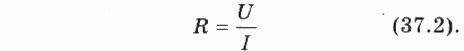 R = U/I (37.2).